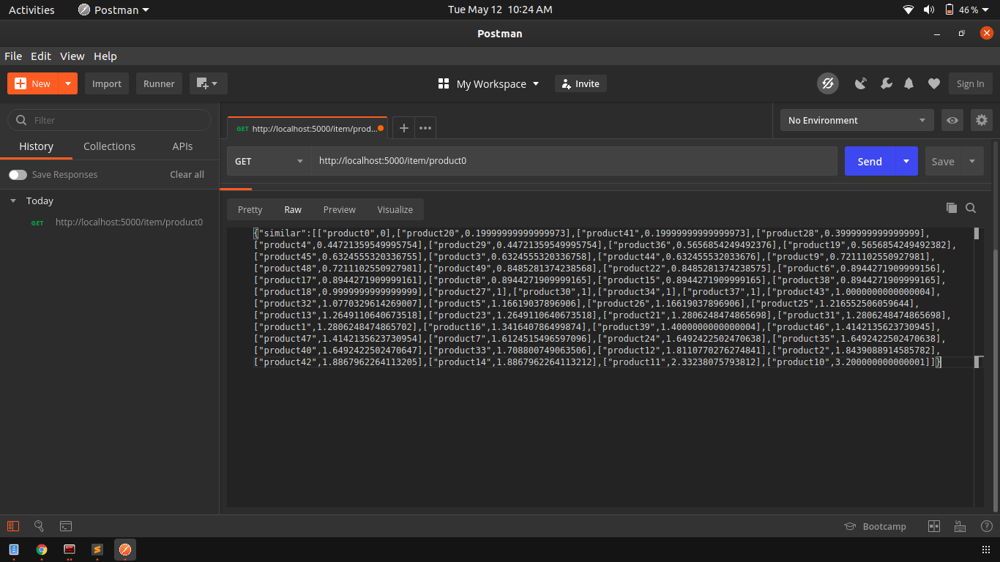 Activities Postman Tue May 12 10:24 AM 46 %
Postman
File Edit View Help
New Import Runner My Workspace Invite Sign In
Filter
GET http://localhost:5000/item/prod... No Environment
History Collections APIs
GET http://localhost:5000/item/product0 Send Save
Save Responses Clear all
Today
GET http://localhost:5000/item/product0
Pretty Raw Preview Visualize
{"similar":[["product0",0],["product20",0.19999999999999973],["product41",0.19999999999999973],["product28",0.3999999999999999],
["product4",0.44721359549995754],["product29",0.44721359549995754],["product36",0.5656854249492376],["product19",0.5656854249492382],
["product45",0.6324555320336755],["product3",0.6324555320336758],["product44",0.632455532033676],["product9",0.7211102550927981],
["product48",0.7211102550927981],["product49",0.8485281374238568],["product22",0.8485281374238575],["product6",0.8944271909999156],
["product17",0.8944271909999161],["product8",0.8944271909999165],["product15",0.8944271909999165],["product38",0.8944271909999165],
["product18",0.9999999999999999],["product27",1],["product30",1],["product34",1],["product37",1],["product43",1.0000000000000004],
["product32",1.0770329614269007],["product5",1.16619037896906],["product26",1.16619037896906],["product25",1.216552506059644],
["product13",1.2649110640673518],["product23",1.2649110640673518],["product21",1.2806248474865698],["product31",1.2806248474865698],
["product1",1.2806248474865702],["product16",1.341640786499874],["product39",1.4000000000000004],["product46",1.4142135623730945],
["product47",1.4142135623730954],["product7",1.6124515496597096],["product24",1.6492422502470638],["product35",1.6492422502470638],
["product40",1.6492422502470647],["product33",1.708800749063506],["product12",1.8110770276274841],["product2",1.8439088914585782],
["product42",1.8867962264113205],["product14",1.8867962264113212],["product11",2.33238075793812],["product10",3.200000000000001]]}
Bootcamp